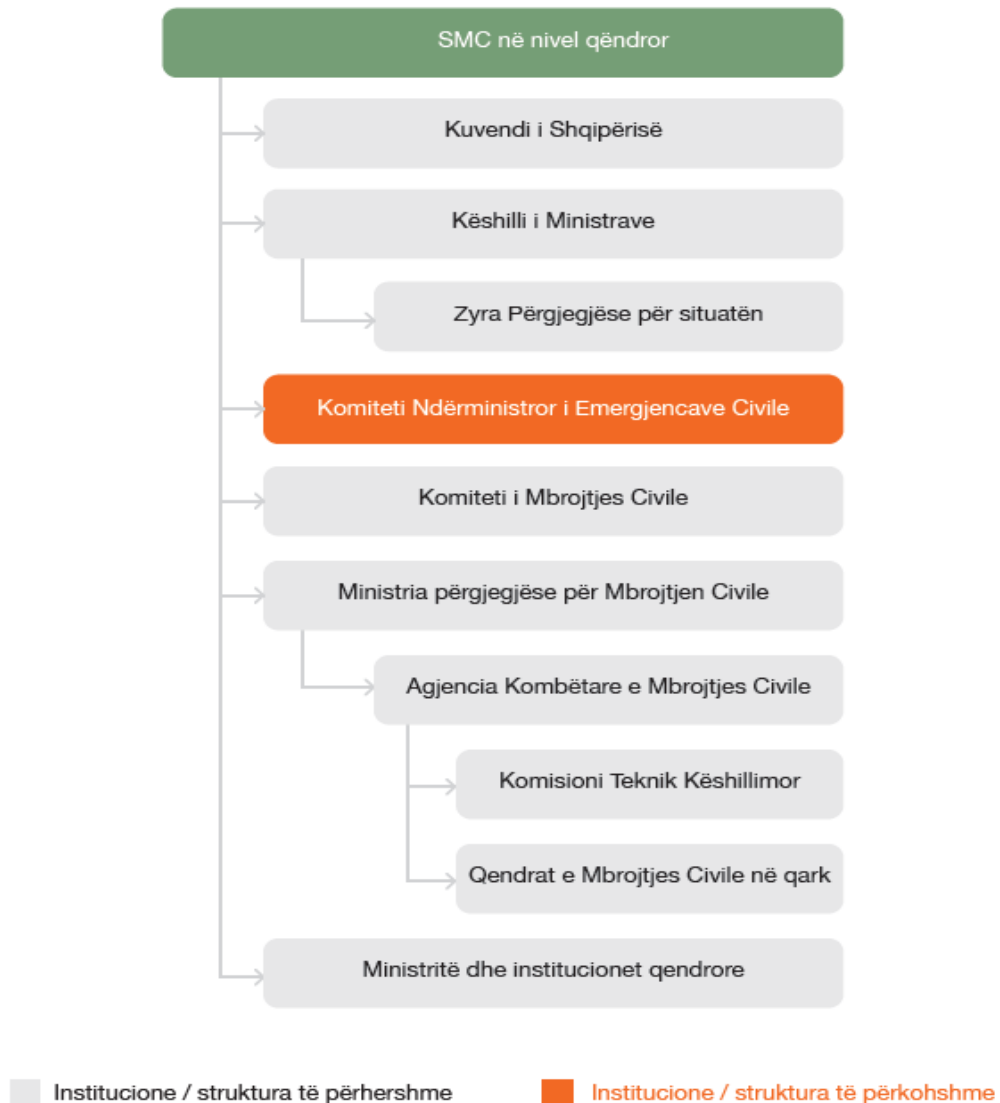 SMC në nivel qëndror
Kuvendi i Shqipërisë
Këshilli i Ministrave
Zyra Përgjegjëse për situatën
Komiteti Ndërministror i Emergjencave Civile
Komiteti i Mbrojtjes Civile
Ministria përgjegjëse për Mbrojtjen Civile
Agjencia Kombëtare e Mbrojtjes Civile
Komisioni Teknik Këshillimor
Qendrat e Mbrojtjes Civile në qark
Ministritë dhe institucionet qendrore
Institucione / struktura të përhershme
Institucione / struktura të përkohshme